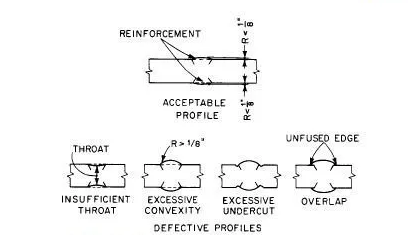 REINFORCEMENT
R < 1/8"
R < 1/8"
ACCEPTABLE
PROFILE
THROAT
R > 1/8"
UNFUSED EDGE
INSUFFICIENT
THROAT
EXCESSIVE
CONVEXITY
EXCESSIVE
UNDERCUT
OVERLAP
DEFECTIVE PROFILES